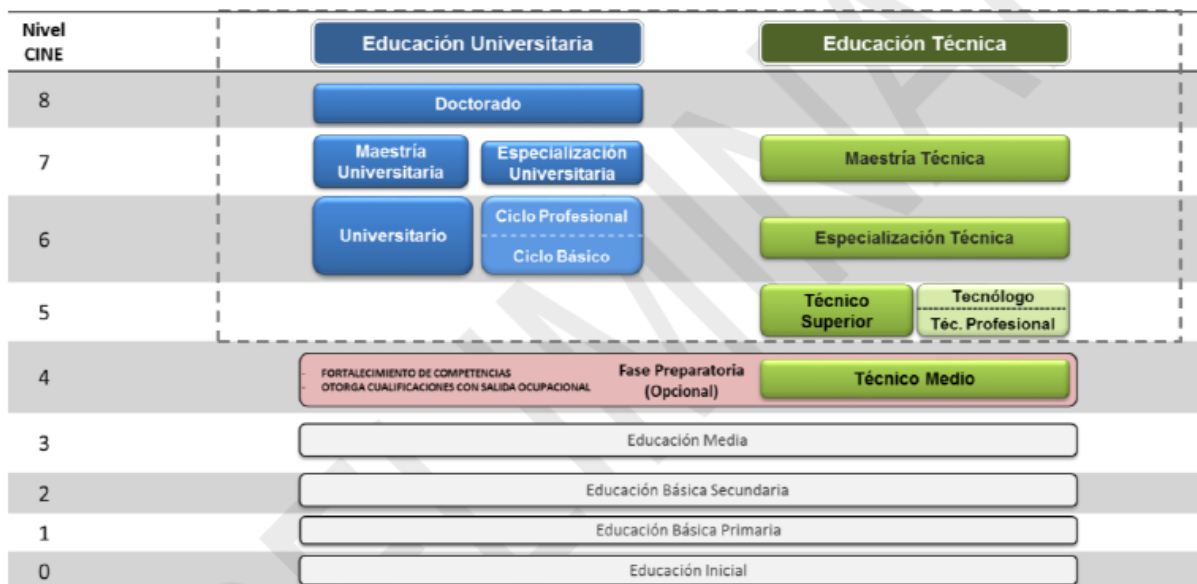 Nivel
CINE
Educación Universitaria
Educación Técnica
8
Doctorado
7
Maestría
Universitaria
Especialización
Universitaria
Maestría Técnica
6
Universitario
Ciclo Profesional
Ciclo Básico
Especialización Técnica
5
Técnico
Superior
Tecnólogo
Téc. Profesional
4
- FORTALECIMIENTO DE COMPETENCIAS
- OTORGA CUALIFICACIONES CON SALIDA OCUPACIONAL
Fase Preparatoria
(Opcional)
Técnico Medio
3
Educación Media
2
Educación Básica Secundaria
1
Educación Básica Primaria
0
Educación Inicial